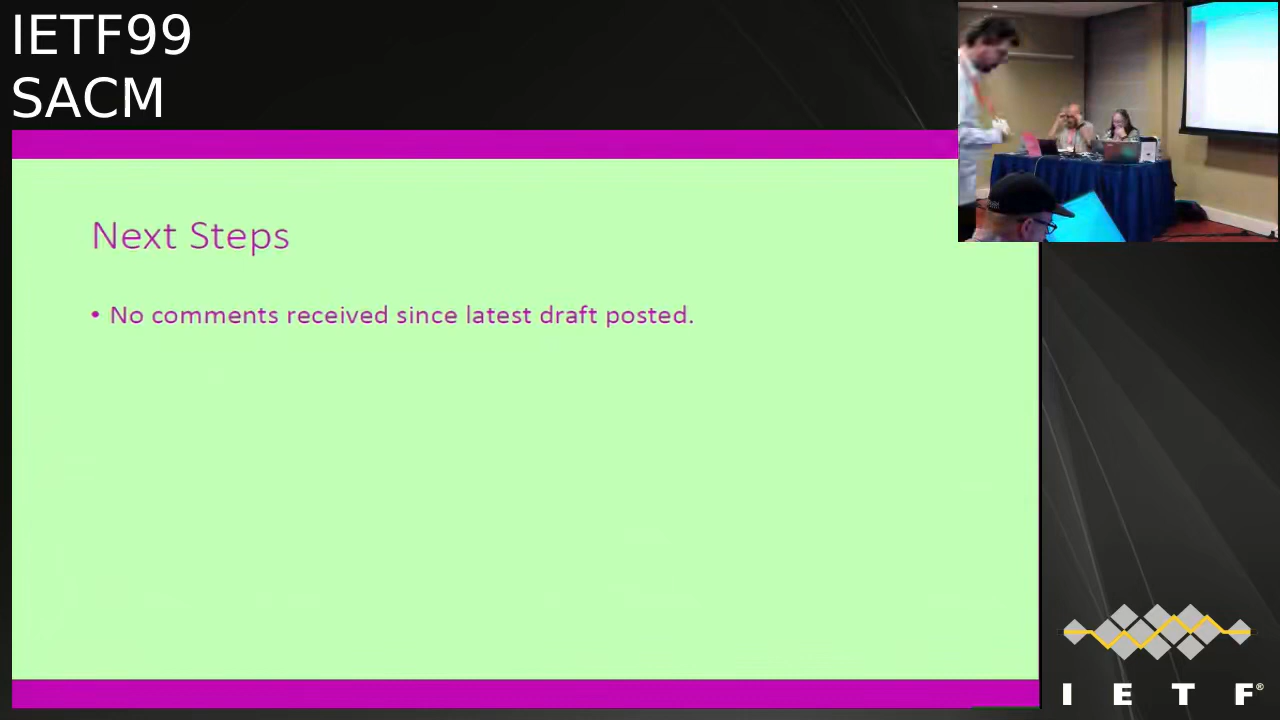 IETF99
SACM
Next Steps
• No comments received since latest draft posted.
I E T F®